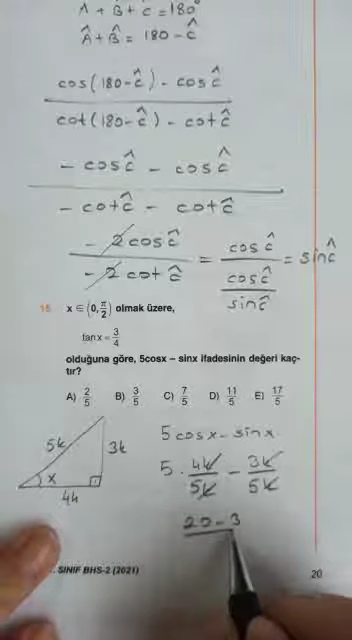 Â + B̂ + ĉ = 180°
Â + B̂ = 180 - ĉ
cos(180-ĉ) - cosĉ
cot(180-ĉ) - cotĉ
- cosĉ - cosĉ
- cotĉ - cotĉ
- 2cosĉ
- 2cotĉ
=
cosĉ
cosĉ
sinĉ
= sinĉ
x ∈ (0, π/2) olmak üzere,
tanx = 3/4
olduğuna göre, 5cosx – sinx ifadesinin değeri kaç-
tır?
A) 2/5 B) 3/5 C) 7/5 D) 11/5 E) 17/5
5k 3k
x
4k
5cosx - sinx
5 . 4k/5k - 3k/5k
20 - 3
. SINIF BHS-2 (2021)
20